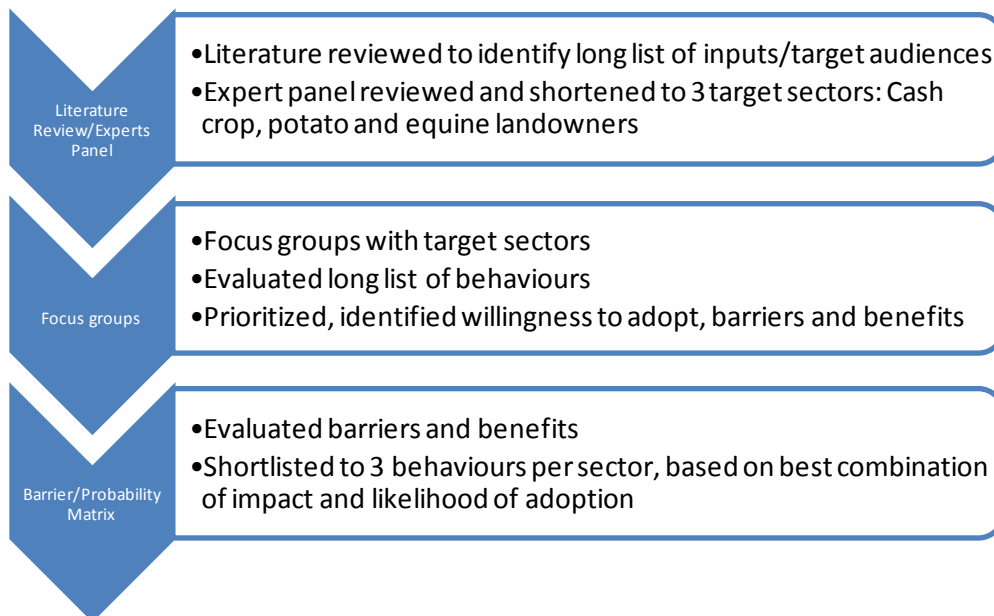 Literature
Review/Experts
Panel
•Literature reviewed to identify long list of inputs/target audiences
•Expert panel reviewed and shortened to 3 target sectors: Cash
crop, potato and equine landowners
Focus groups
•Focus groups with target sectors
•Evaluated long list of behaviours
•Prioritized, identified willingness to adopt, barriers and benefits
Barrier/Probability
Matrix
•Evaluated barriers and benefits
•Shortlisted to 3 behaviours per sector, based on best combination
of impact and likelihood of adoption